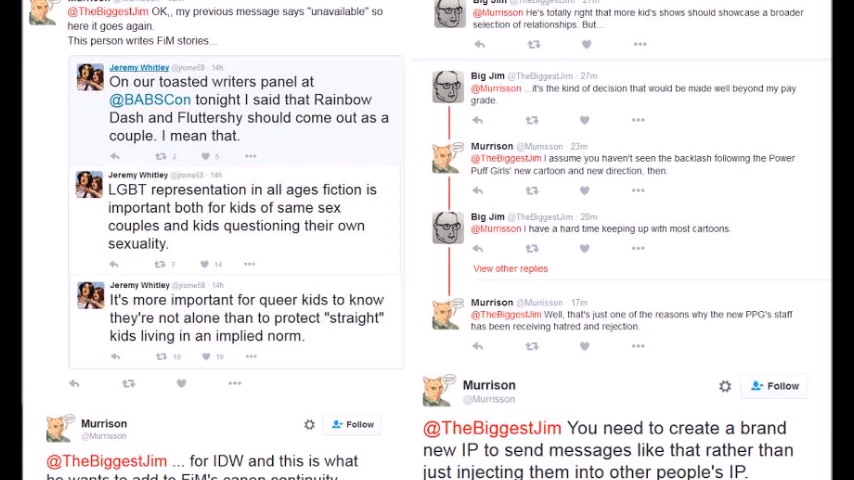 Murrison @Murrisson
@TheBiggestJim OK,, my previous message says "unavailable" so
here it goes again.
This person writes FiM stories...
Jeremy Whitley @jrome58 · 14h
On our toasted writers panel at
@BABSCon tonight I said that Rainbow
Dash and Fluttershy should come out as a
couple. I mean that.
2 5
Jeremy Whitley @jrome58 · 14h
LGBT representation in all ages fiction is
important both for kids of same sex
couples and kids questioning their own
sexuality.
7 14
Jeremy Whitley @jrome58 · 14h
It's more important for queer kids to know
they're not alone than to protect "straight"
kids living in an implied norm.
10 16
Murrison
@Murrisson
Follow
@TheBiggestJim ... for IDW and this is what
he wants to add to FiM's canon continuity
Big Jim @TheBiggestJim · 27m
@Murrisson He's totally right that more kid's shows should showcase a broader
selection of relationships. But...
Big Jim @TheBiggestJim · 27m
@Murrisson ...it's the kind of decision that would be made well beyond my pay
grade.
Murrison @Murrisson 23m
@TheBiggestJim I assume you haven't seen the backlash following the Power
Puff Girls' new cartoon and new direction, then.
Big Jim @TheBiggestJim · 20m
@Murrisson I have a hard time keeping up with most cartoons.
View other replies
Murrison @Murrisson · 17m
@TheBiggestJim Well, that's just one of the reasons why the new PPG's staff
has been receiving hatred and rejection.
Murrison
@Murrisson
Follow
@TheBiggestJim You need to create a brand
new IP to send messages like that rather than
just injecting them into other people's IP.